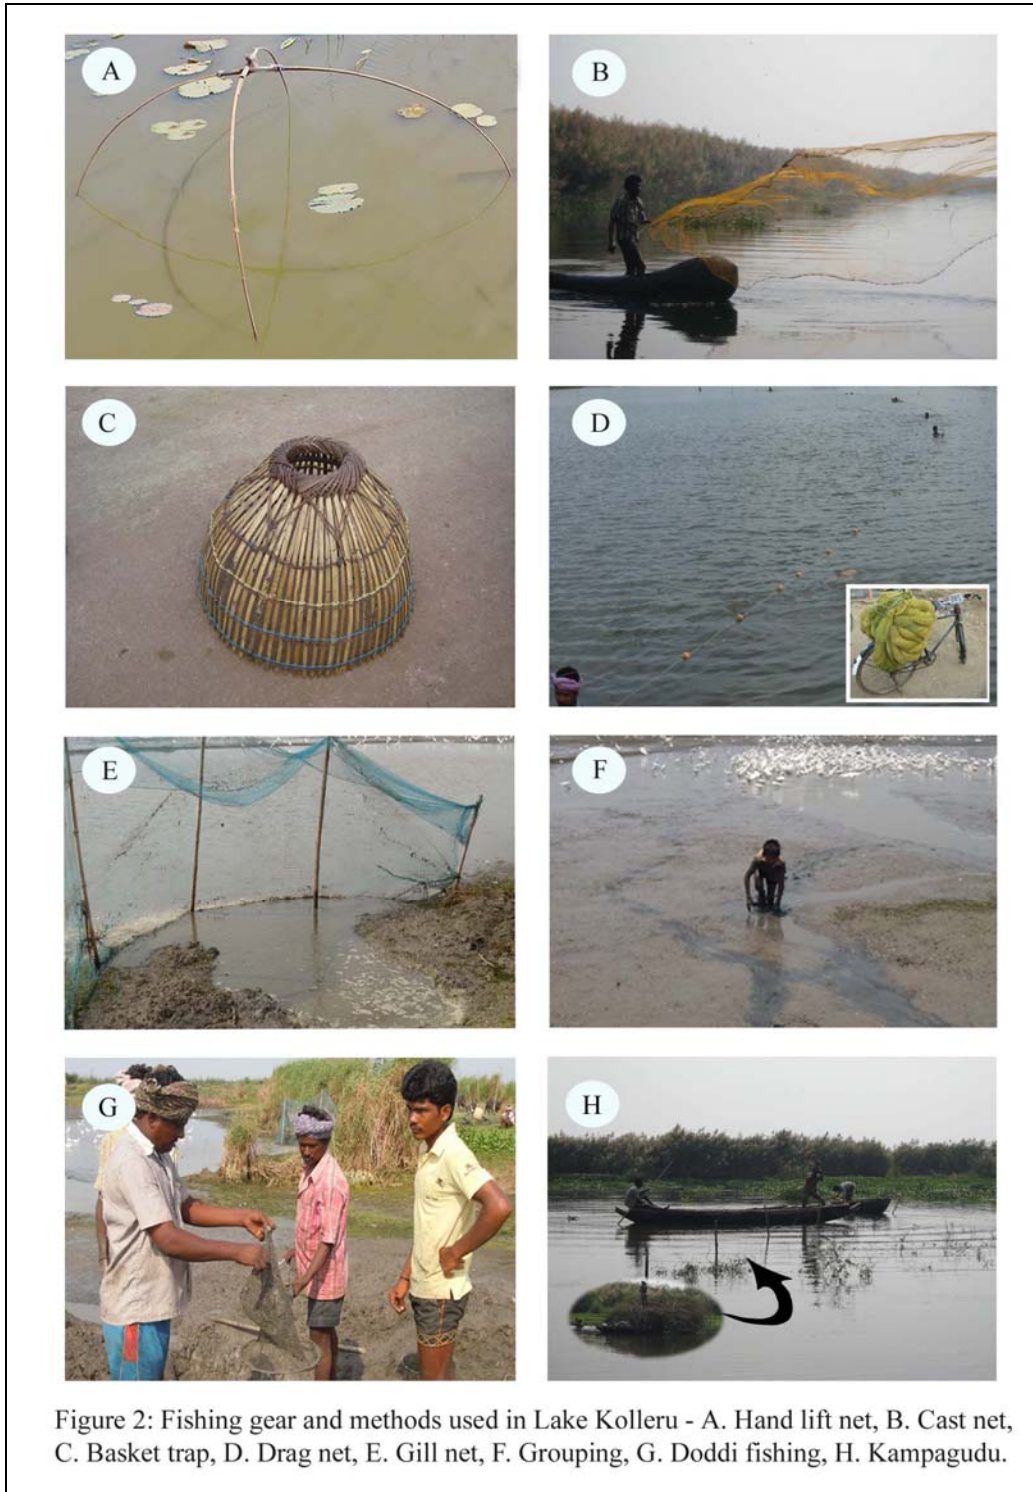 A
B
C
D
E
F
G
H
Figure 2: Fishing gear and methods used in Lake Kolleru - A. Hand lift net, B. Cast net,
C. Basket trap, D. Drag net, E. Gill net, F. Grouping, G. Doddi fishing, H. Kampagudu.